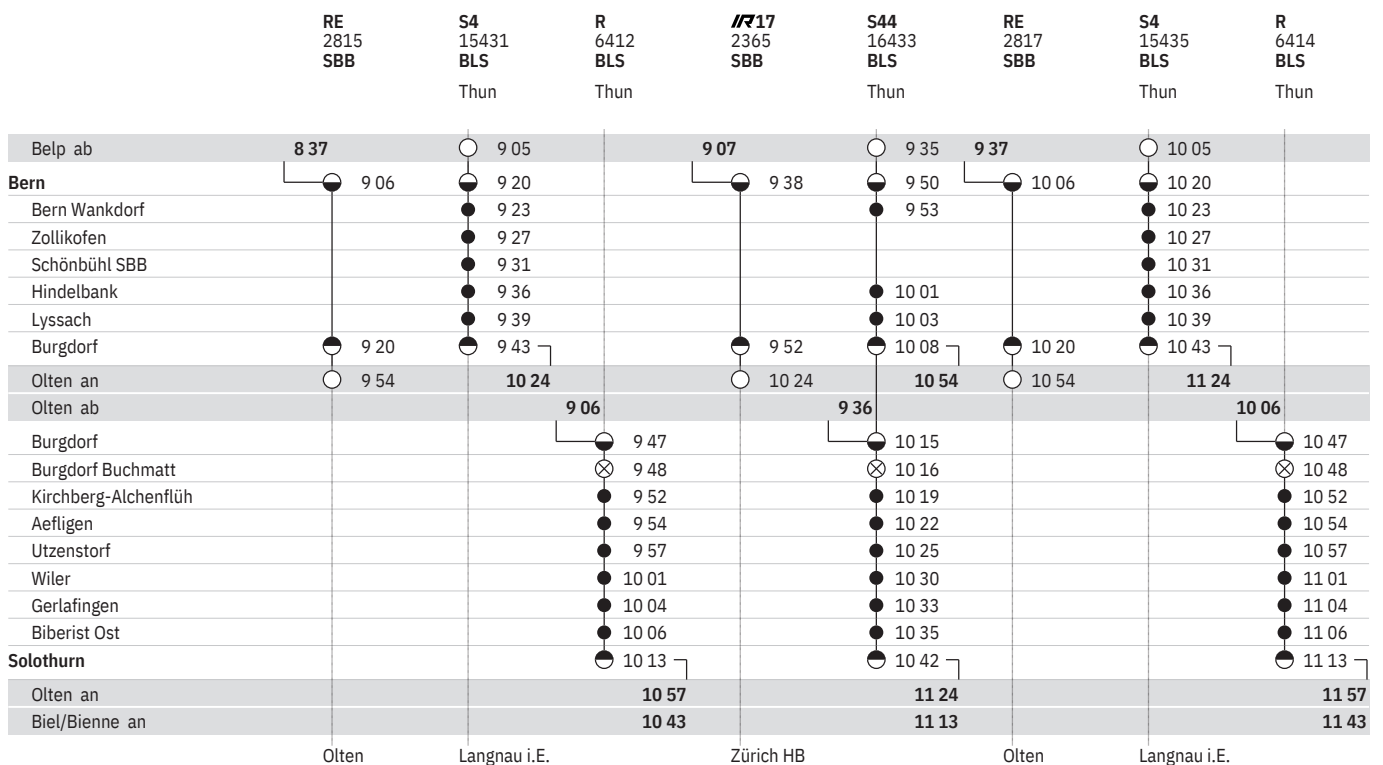 RE S4 R IR17 S44 RE S4 R
2815 15431 6412 2365 16433 2817 15435 6414
SBB BLS BLS SBB BLS SBB BLS BLS
Thun Thun Thun Thun Thun
Belp ab 8 37 9 05 9 07 9 35 9 37 10 05
Bern 9 06 9 20 9 38 9 50 10 06 10 20
Bern Wankdorf 9 23 9 53 10 23
Zollikofen 9 27 10 27
Schönbühl SBB 9 31 10 31
Hindelbank 9 36 10 01 10 36
Lyssach 9 39 10 03 10 39
Burgdorf 9 20 9 43 9 52 10 08 10 20 10 43
Olten an 9 54 10 24 10 24 10 54 10 54 11 24
Olten ab 9 06 9 36 10 06
Burgdorf 9 47 10 15 10 47
Burgdorf Buchmatt 9 48 10 16 10 48
Kirchberg-Alchenflüh 9 52 10 19 10 52
Aefligen 9 54 10 22 10 54
Utzenstorf 9 57 10 25 10 57
Wiler 10 01 10 30 11 01
Gerlafingen 10 04 10 33 11 04
Biberist Ost 10 06 10 35 11 06
Solothurn 10 13 10 42 11 13
Olten an 10 57 11 24 11 57
Biel/Bienne an 10 43 11 13 11 43
Olten Langnau i.E. Zürich HB Olten Langnau i.E.